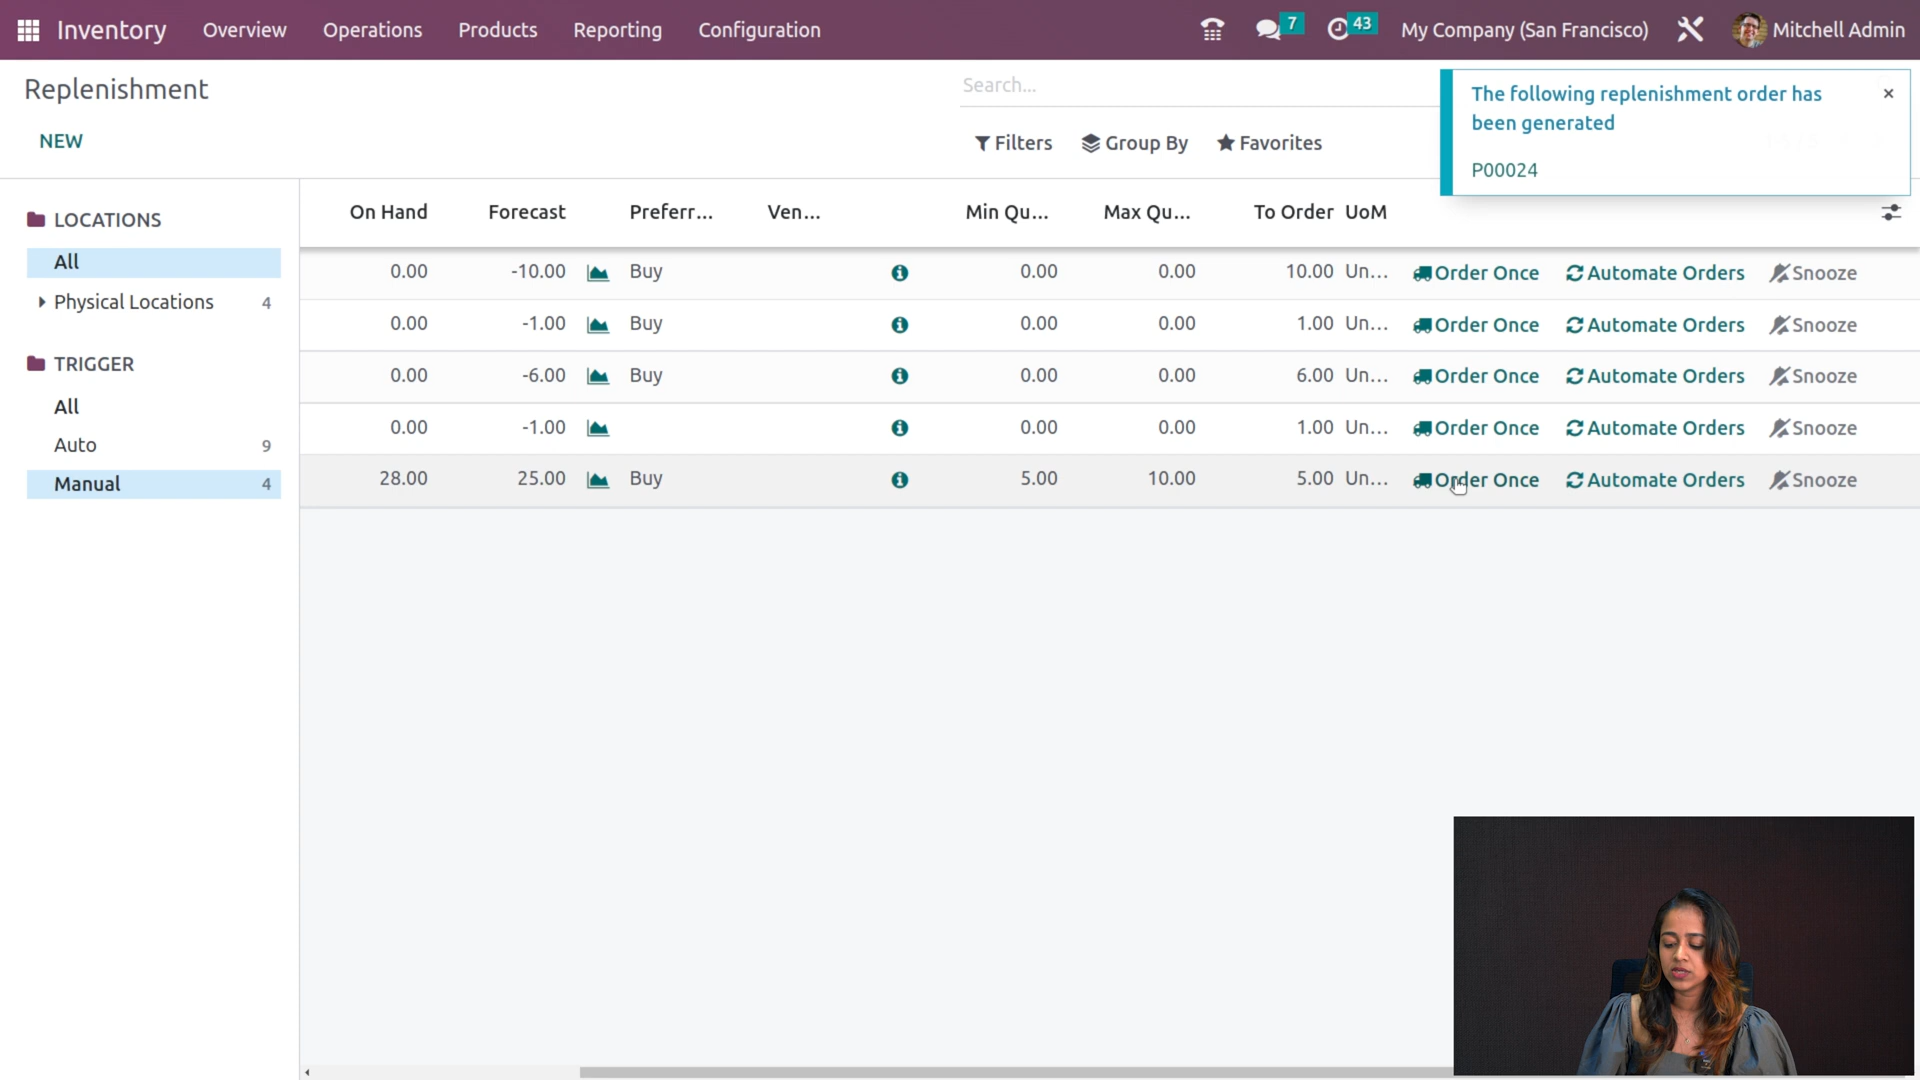 Inventory Overview Operations Products Reporting Configuration 7 43 My Company (San Francisco) Mitchell Admin
Replenishment
Search...
NEW
Filters Group By Favorites
The following replenishment order has
been generated
×
P00024
LOCATIONS
All
Physical Locations 4
TRIGGER
All
Auto 9
Manual 4
On Hand Forecast Preferr... Ven... Min Qu... Max Qu... To Order UoM
0.00 -10.00 Buy 0.00 0.00 10.00 Un... Order Once Automate Orders Snooze
0.00 -1.00 Buy 0.00 0.00 1.00 Un... Order Once Automate Orders Snooze
0.00 -6.00 Buy 0.00 0.00 6.00 Un... Order Once Automate Orders Snooze
0.00 -1.00 0.00 0.00 1.00 Un... Order Once Automate Orders Snooze
28.00 25.00 Buy 5.00 10.00 5.00 Un... Order Once Automate Orders Snooze